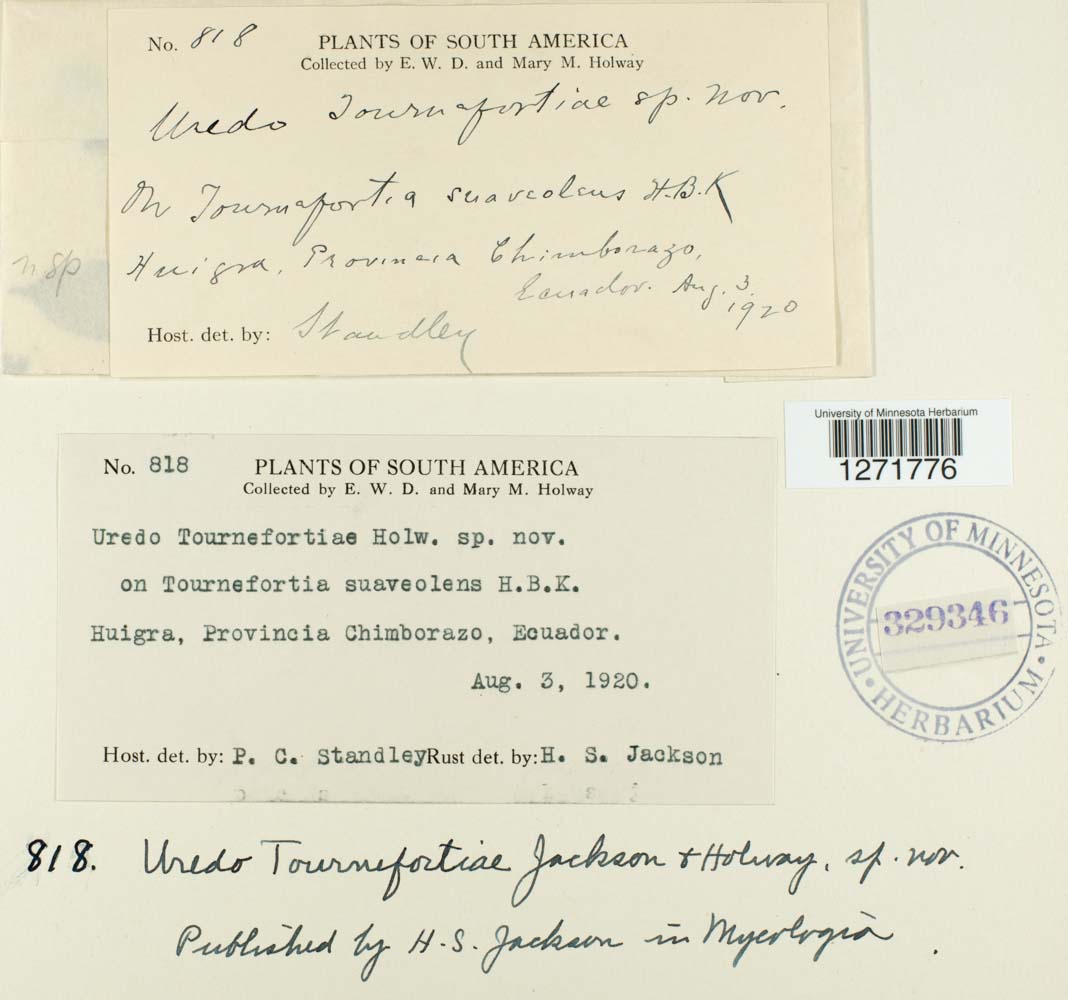 No. 818 PLANTS OF SOUTH AMERICA
Collected by E. W. D. and Mary M. Holway
Uredo Tournefortiae sp. nov.
On Tournefortia suaveolens H.B.K
Huigra, Provincia Chimborazo,
Ecuador. Aug. 3
1920
Host. det. by: Standley
n. sp
University of Minnesota Herbarium
1271776
No. 818 PLANTS OF SOUTH AMERICA
Collected by E. W. D. and Mary M. Holway
Uredo Tournefortiae Holw. sp. nov.
on Tournefortia suaveolens H.B.K.
Huigra, Provincia Chimborazo, Ecuador.
Aug. 3, 1920.
Host. det. by: P. C. Standley Rust det. by: H. S. Jackson
UNIVERSITY OF MINNESOTA
329346
• HERBARIUM •
818. Uredo Tournefortiae Jackson & Holway, sp. nov.
Published by H. S. Jackson in Mycologia .